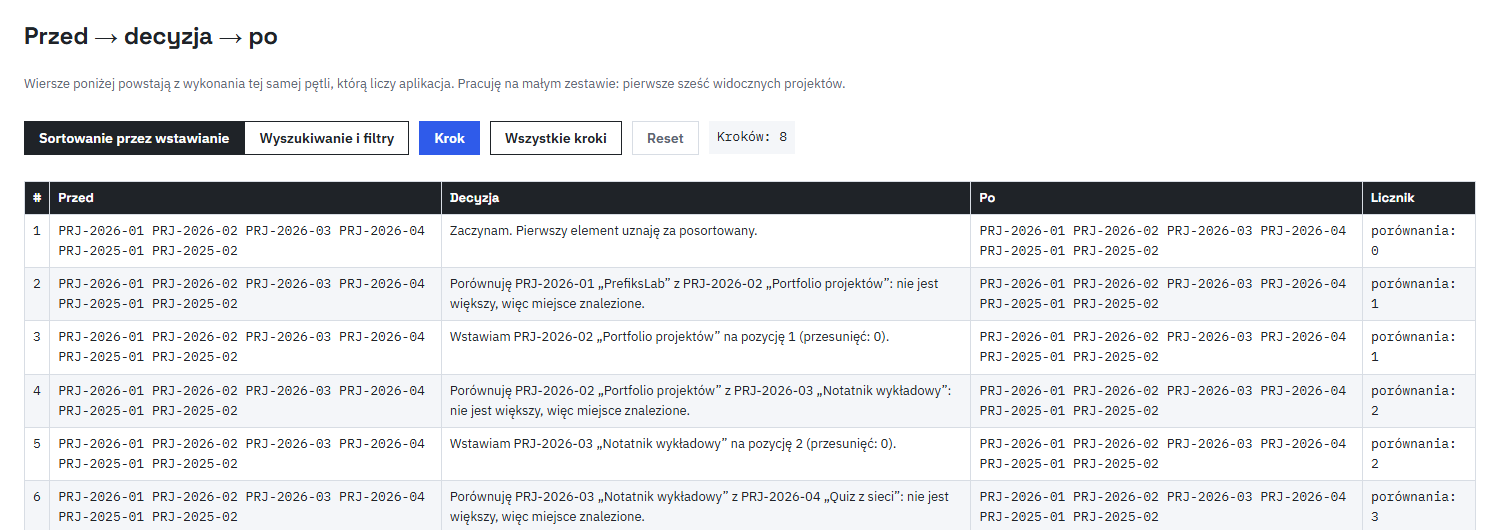 Przed → decyzja → po
Wiersze poniżej powstają z wykonania tej samej pętli, którą liczy aplikacja. Pracuję na małym zestawie: pierwsze sześć widocznych projektów.
Sortowanie przez wstawianie Wyszukiwanie i filtry Krok Wszystkie kroki Reset Kroków: 8
# Przed Decyzja Po Licznik
1 PRJ-2026-01 PRJ-2026-02 PRJ-2026-03 PRJ-2026-04 Zaczynam. Pierwszy element uznaję za posortowany. PRJ-2026-01 PRJ-2026-02 PRJ-2026-03 PRJ-2026-04 porównania:
PRJ-2025-01 PRJ-2025-02 PRJ-2025-01 PRJ-2025-02 0
2 PRJ-2026-01 PRJ-2026-02 PRJ-2026-03 PRJ-2026-04 Porównuję PRJ-2026-01 „PrefiksLab” z PRJ-2026-02 „Portfolio projektów”: nie jest PRJ-2026-01 PRJ-2026-02 PRJ-2026-03 PRJ-2026-04 porównania:
PRJ-2025-01 PRJ-2025-02 większy, więc miejsce znalezione. PRJ-2025-01 PRJ-2025-02 1
3 PRJ-2026-01 PRJ-2026-02 PRJ-2026-03 PRJ-2026-04 Wstawiam PRJ-2026-02 „Portfolio projektów” na pozycję 1 (przesunięć: 0). PRJ-2026-01 PRJ-2026-02 PRJ-2026-03 PRJ-2026-04 porównania:
PRJ-2025-01 PRJ-2025-02 PRJ-2025-01 PRJ-2025-02 1
4 PRJ-2026-01 PRJ-2026-02 PRJ-2026-03 PRJ-2026-04 Porównuję PRJ-2026-02 „Portfolio projektów” z PRJ-2026-03 „Notatnik wykładowy”: PRJ-2026-01 PRJ-2026-02 PRJ-2026-03 PRJ-2026-04 porównania:
PRJ-2025-01 PRJ-2025-02 nie jest większy, więc miejsce znalezione. PRJ-2025-01 PRJ-2025-02 2
5 PRJ-2026-01 PRJ-2026-02 PRJ-2026-03 PRJ-2026-04 Wstawiam PRJ-2026-03 „Notatnik wykładowy” na pozycję 2 (przesunięć: 0). PRJ-2026-01 PRJ-2026-02 PRJ-2026-03 PRJ-2026-04 porównania:
PRJ-2025-01 PRJ-2025-02 PRJ-2025-01 PRJ-2025-02 2
6 PRJ-2026-01 PRJ-2026-02 PRJ-2026-03 PRJ-2026-04 Porównuję PRJ-2026-03 „Notatnik wykładowy” z PRJ-2026-04 „Quiz z sieci”: nie jest PRJ-2026-01 PRJ-2026-02 PRJ-2026-03 PRJ-2026-04 porównania:
PRJ-2025-01 PRJ-2025-02 większy, więc miejsce znalezione. PRJ-2025-01 PRJ-2025-02 3